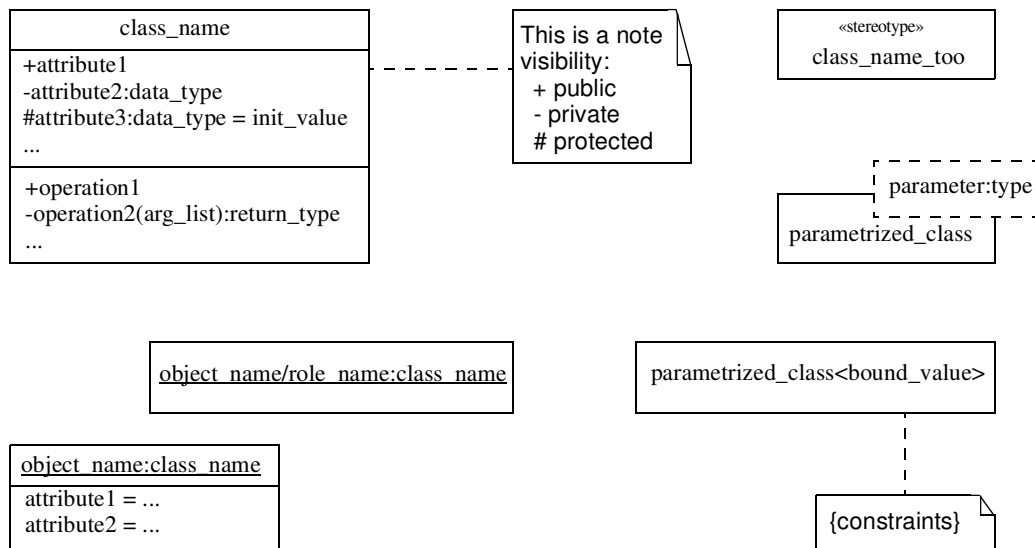 class_name
+attribute1
-attribute2:data_type
#attribute3:data_type = init_value
...
+operation1
-operation2(arg_list):return_type
...
This is a note
visibility:
+ public
- private
# protected
«stereotype»
class_name_too
parameter:type
parametrized_class
object_name/role_name:class_name
parametrized_class<bound_value>
object_name:class_name
attribute1 = ...
attribute2 = ...
{constraints}